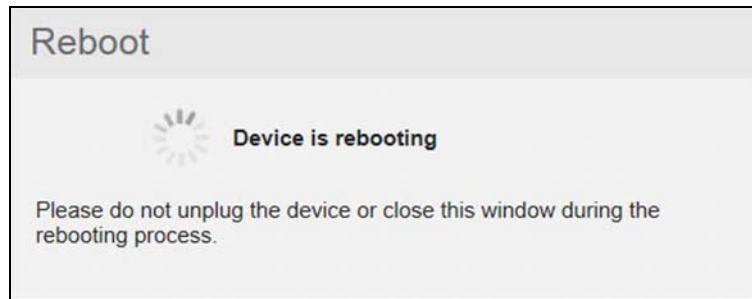 Reboot
Device is rebooting
Please do not unplug the device or close this window during the
rebooting process.